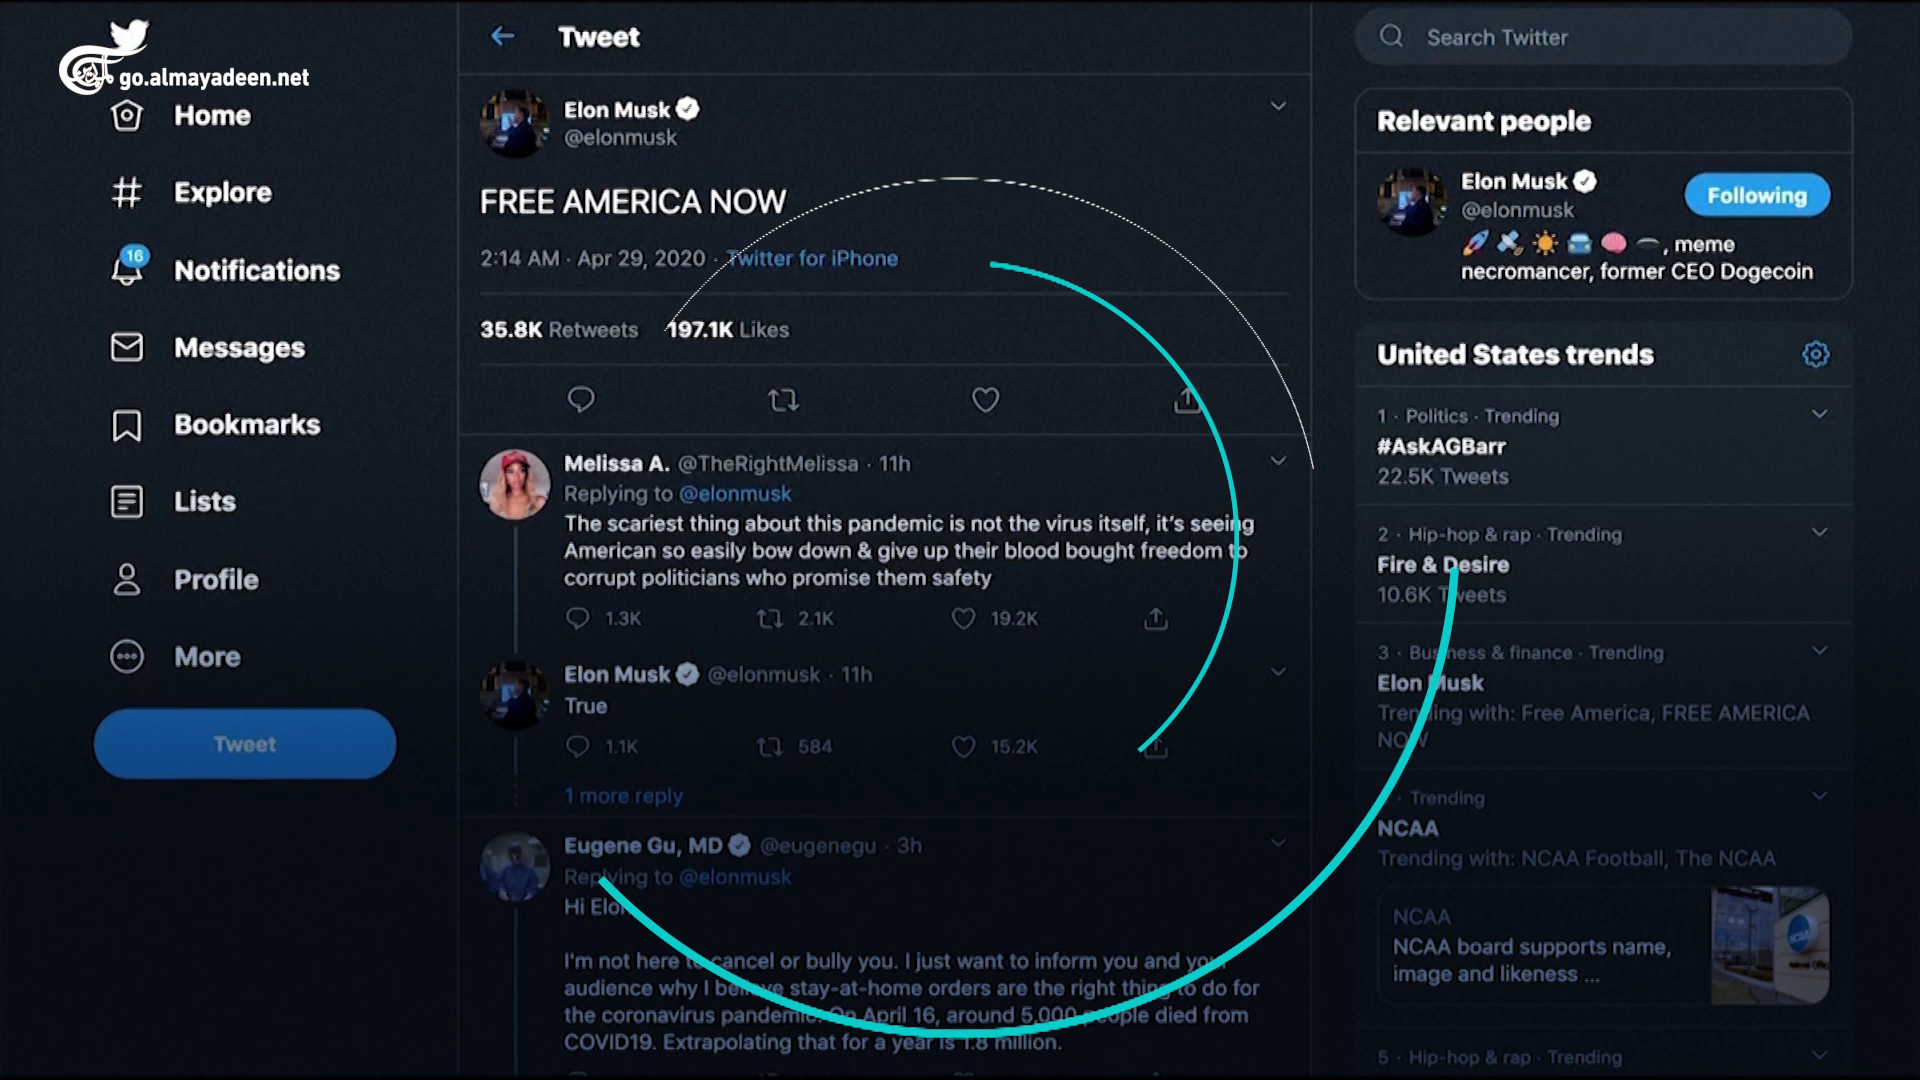 go.almayadeen.net
Home
Explore
16
Notifications
Messages
Bookmarks
Lists
Profile
More
Tweet
Tweet
Elon Musk
@elonmusk
FREE AMERICA NOW
2:14 AM · Apr 29, 2020 · Twitter for iPhone
35.8K Retweets 197.1K Likes
Melissa A. @TheRightMelissa · 11h
Replying to @elonmusk
The scariest thing about this pandemic is not the virus itself, it's seeing
American so easily bow down & give up their blood bought freedom to
corrupt politicians who promise them safety
1.3K 2.1K 19.2K
Elon Musk @elonmusk · 11h
True
1.1K 584 15.2K
1 more reply
Eugene Gu, MD @eugenegu · 3h
Replying to @elonmusk
Hi Elon
I'm not here to cancel or bully you. I just want to inform you and your
audience why I believe stay-at-home orders are the right thing to do for
the coronavirus pandemic. On April 16, around 5,000 people died from
COVID19. Extrapolating that for a year is 1.8 million.
Search Twitter
Relevant people
Elon Musk
@elonmusk
Following
, meme
necromancer, former CEO Dogecoin
United States trends
1 · Politics · Trending
#AskAGBarr
22.5K Tweets
2 · Hip-hop & rap · Trending
Fire & Desire
10.6K Tweets
3 · Business & finance · Trending
Elon Musk
Trending with: Free America, FREE AMERICA
NOW
· Trending
NCAA
Trending with: NCAA Football, The NCAA
NCAA
NCAA board supports name,
image and likeness ...
NCAA
5 · Hip-hop & rap · Trending